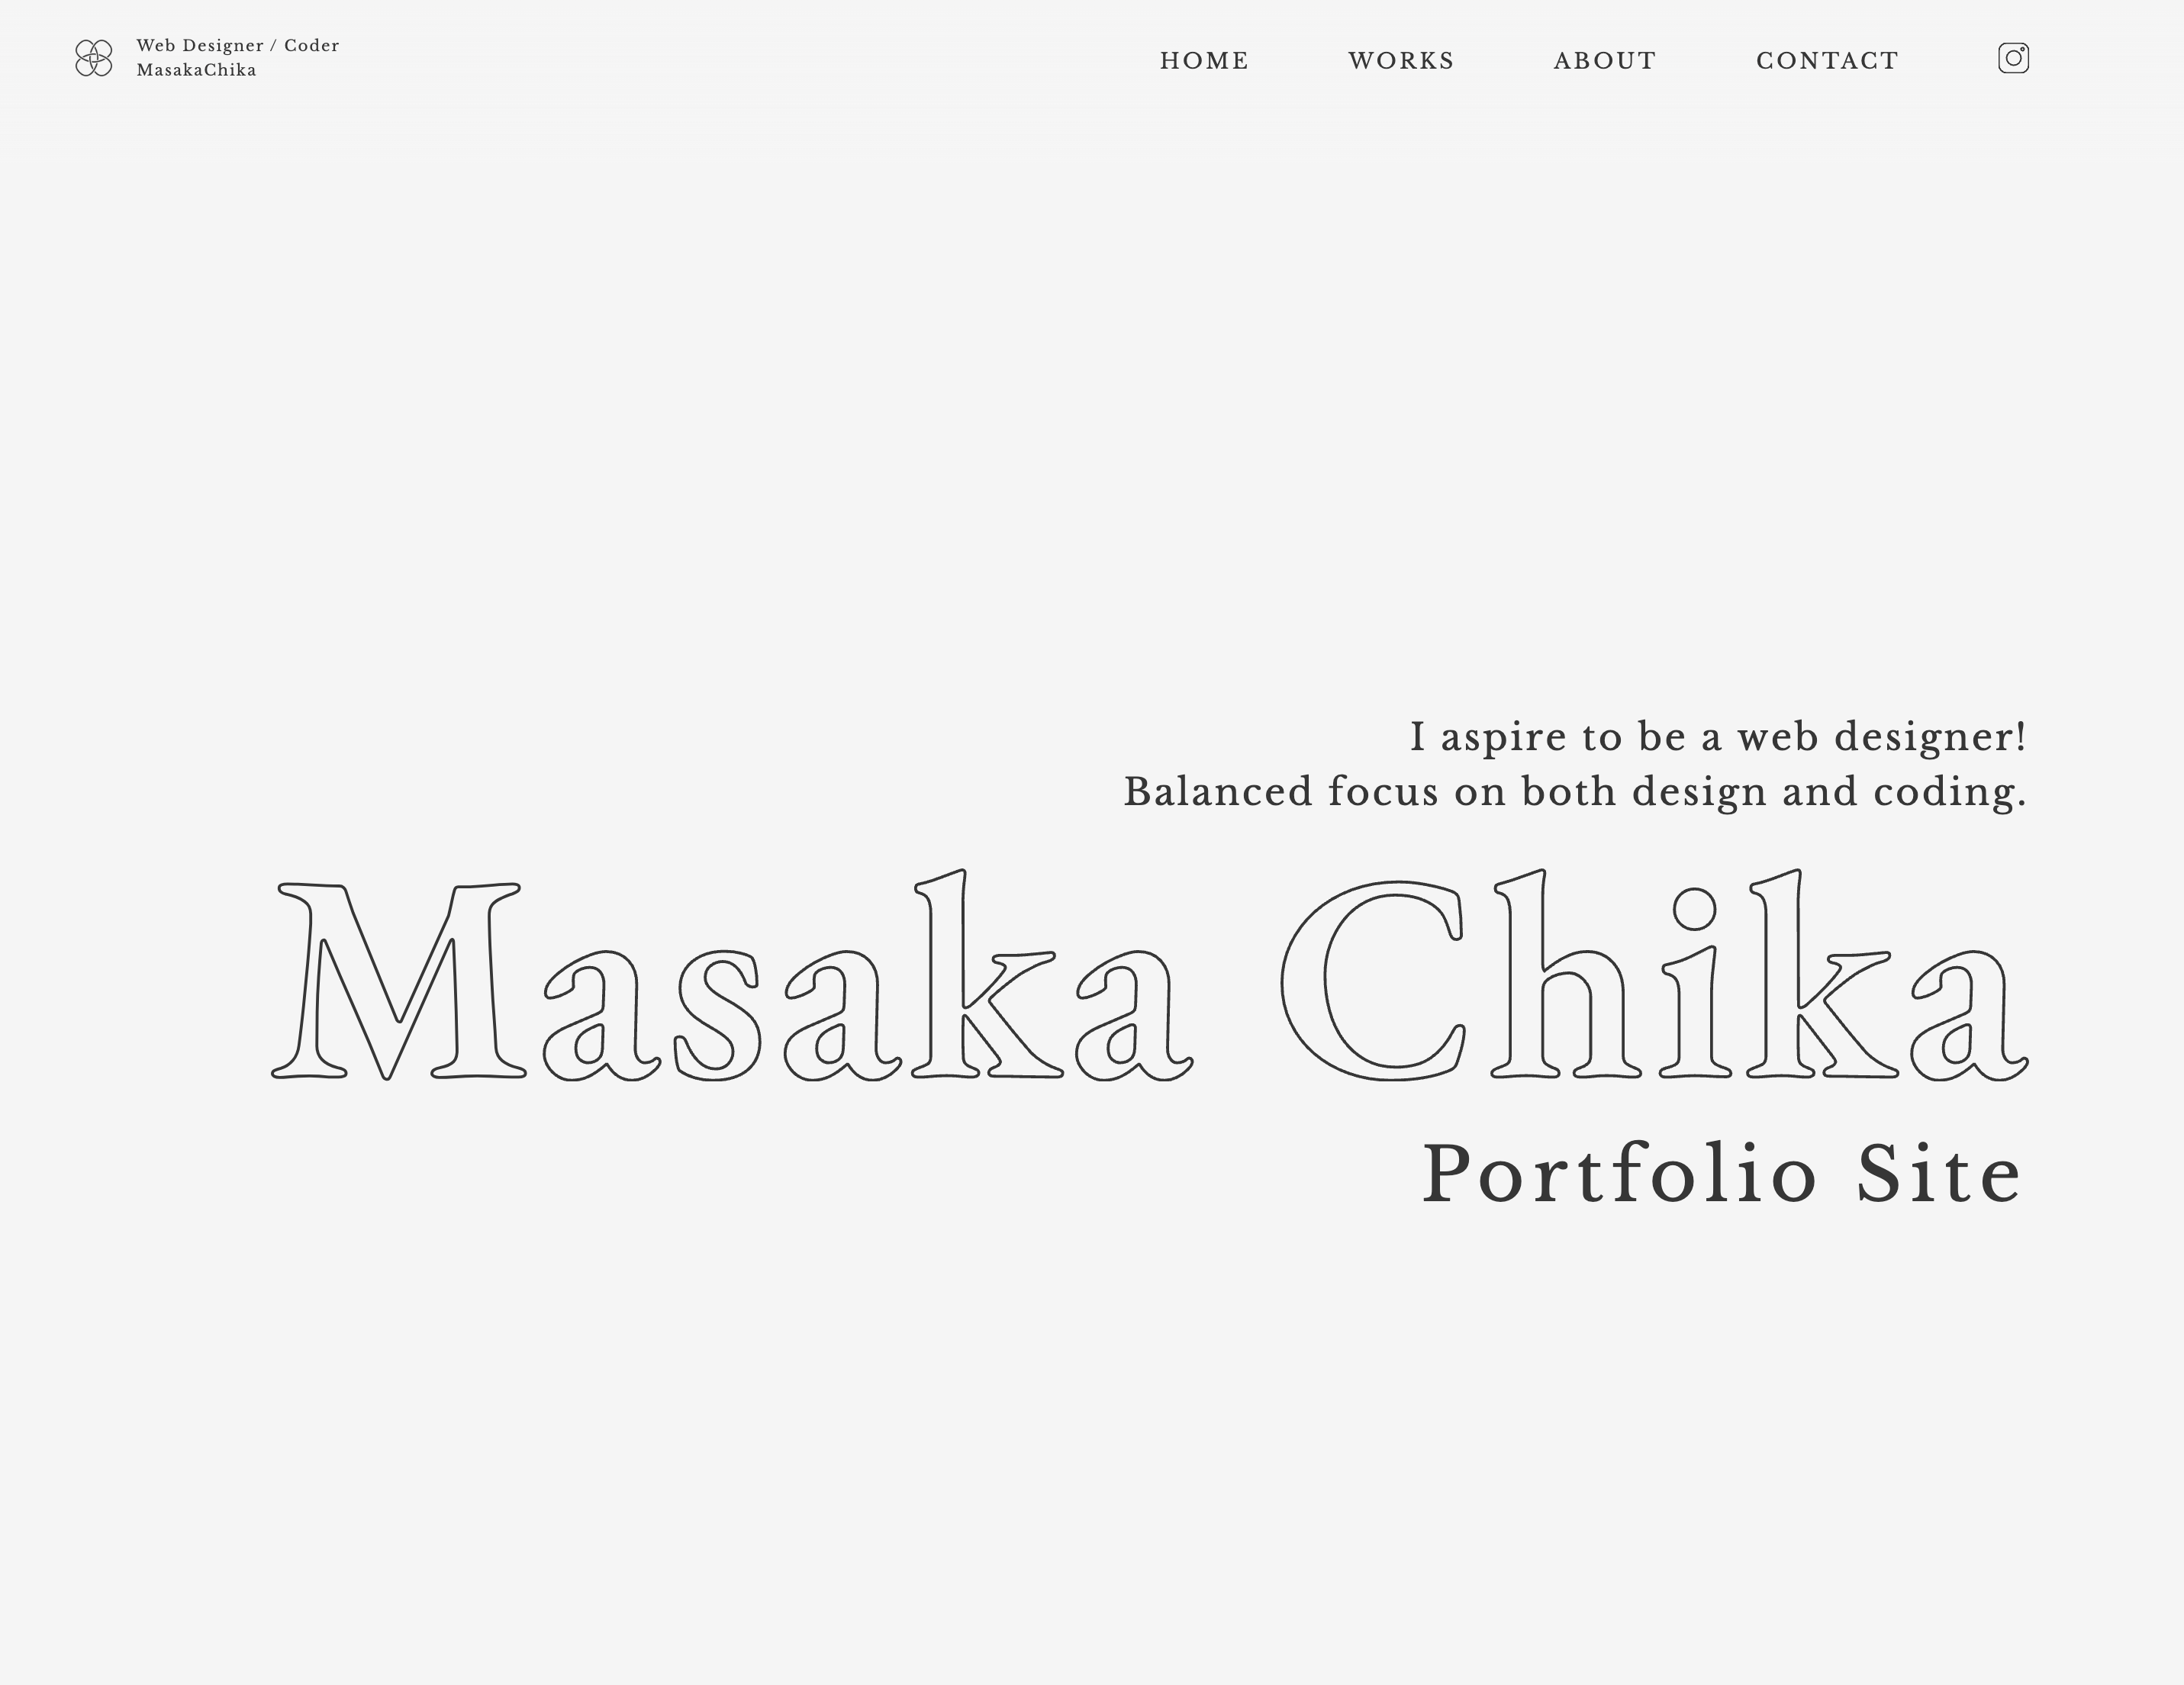 Web Designer / Coder
MasakaChika
HOME WORKS ABOUT CONTACT
I aspire to be a web designer!
Balanced focus on both design and coding.
Masaka Chika
Portfolio Site